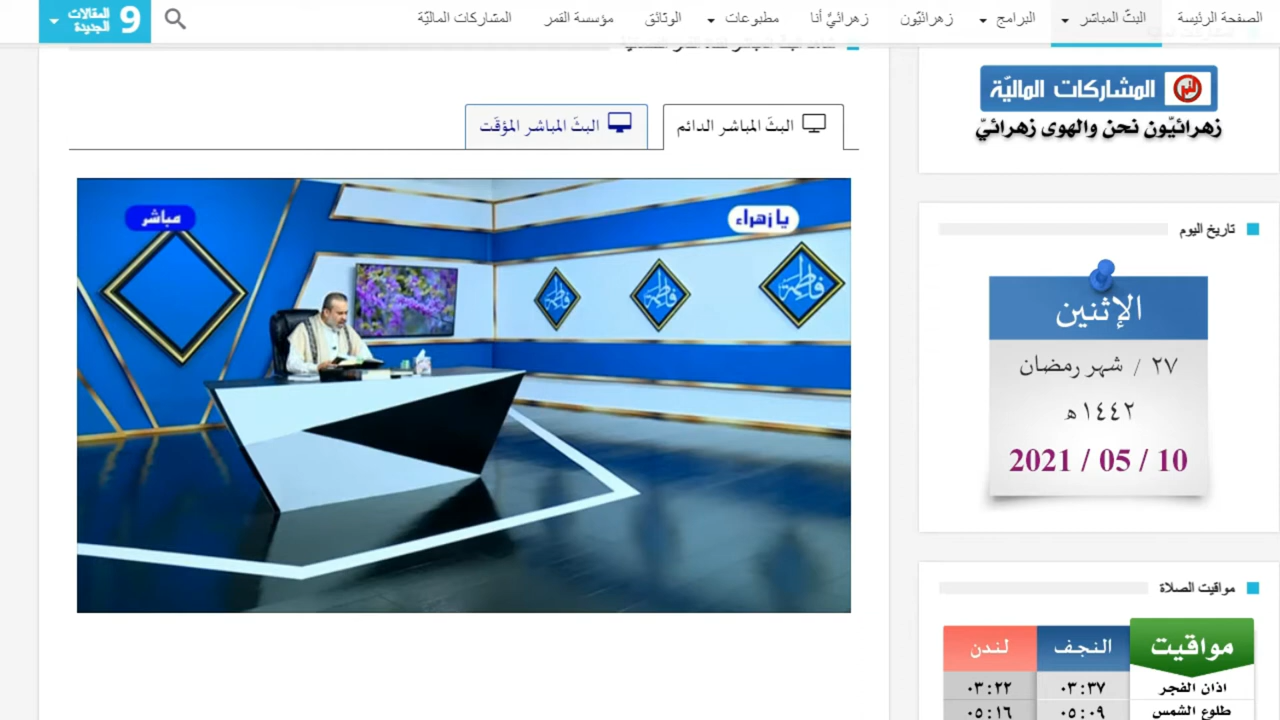 الصفحة الرئيسة
البثّ المباشر
البرامج
زهرائيّون
زهرائيٌّ أنا
مطبوعات
الوثائق
مؤسسة القمر
المشاركات الماليّة
9 المقالات الجديدة
المشاركات الماليّة
زهرائيّون نحن والهوى زهرائيّ
البثّ المباشر الدائم
البثّ المباشر المؤقّت
مباشر
يا زهراء
فاطمة
فاطمة
فاطمة
تاريخ اليوم
الإثنين
٢٧ / شهر رمضان
١٤٤٢هـ
2021 / 05 / 10
مواقيت الصلاة
مواقيت النجف لندن
اذان الفجر ٠٣:٣٧ ٠٣:٢٢
طلوع الشمس ٠٥:٠٩ ٠٥:١٦